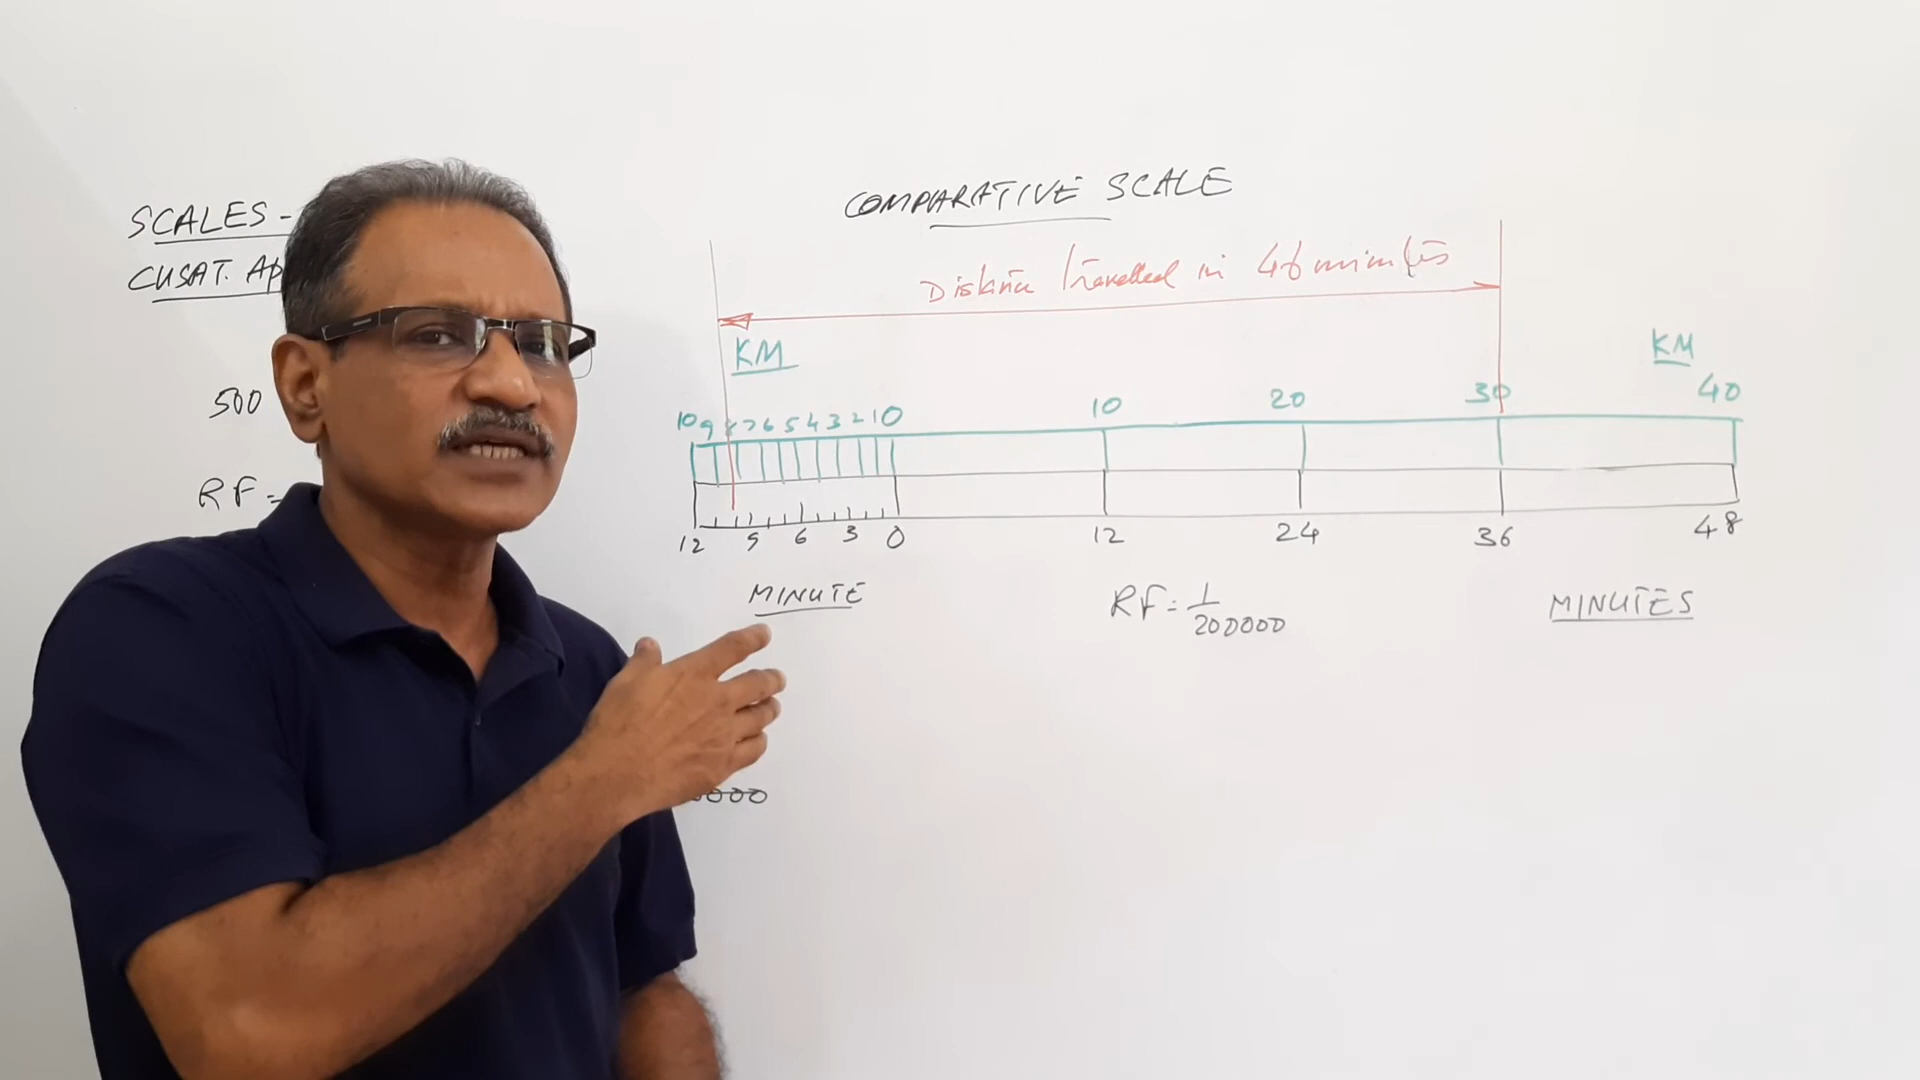 SCALES -
CUSAT. Ap
500
RF =
0000
COMPARATIVE SCALE
Distance travelled in 46 minutes
KM
KM
10 9 8 7 6 5 4 3 2 1 0 10 20 30 40
12 9 6 3 0 12 24 36 48
MINUTE
RF = 1/200000
MINUTES